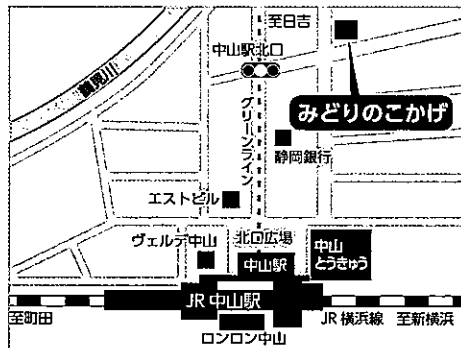 至日吉
中山駅北口
鶴見川
みどりのこかげ
グリーンライン
静岡銀行
エストビル
ヴェルデ中山
北口広場
中山駅
中山
とうきゅう
JR 中山駅
至町田
JR 横浜線
至新横浜
ロンロン中山